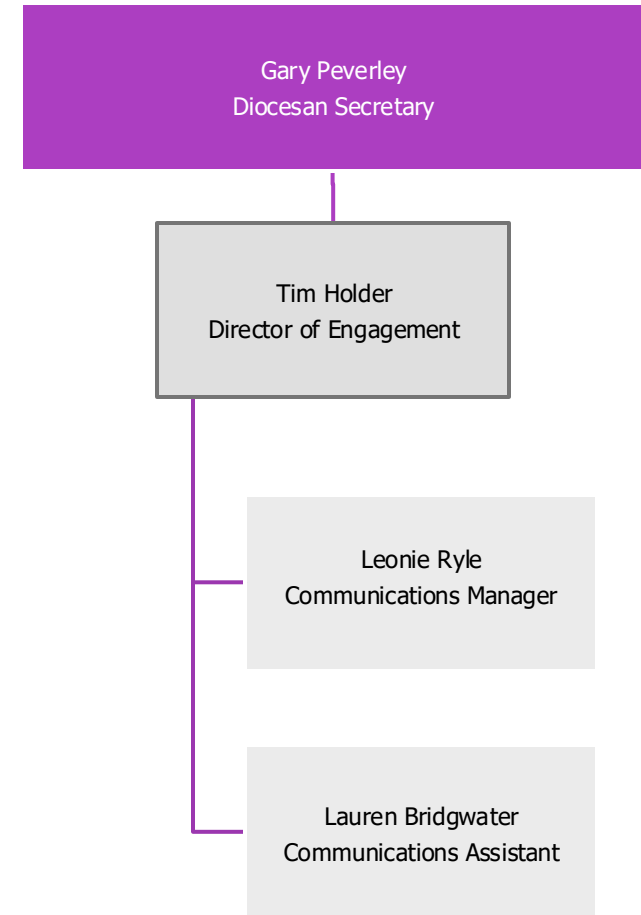 Gary Peverley
Diocesan Secretary
Tim Holder
Director of Engagement
Leonie Ryle
Communications Manager
Lauren Bridgwater
Communications Assistant